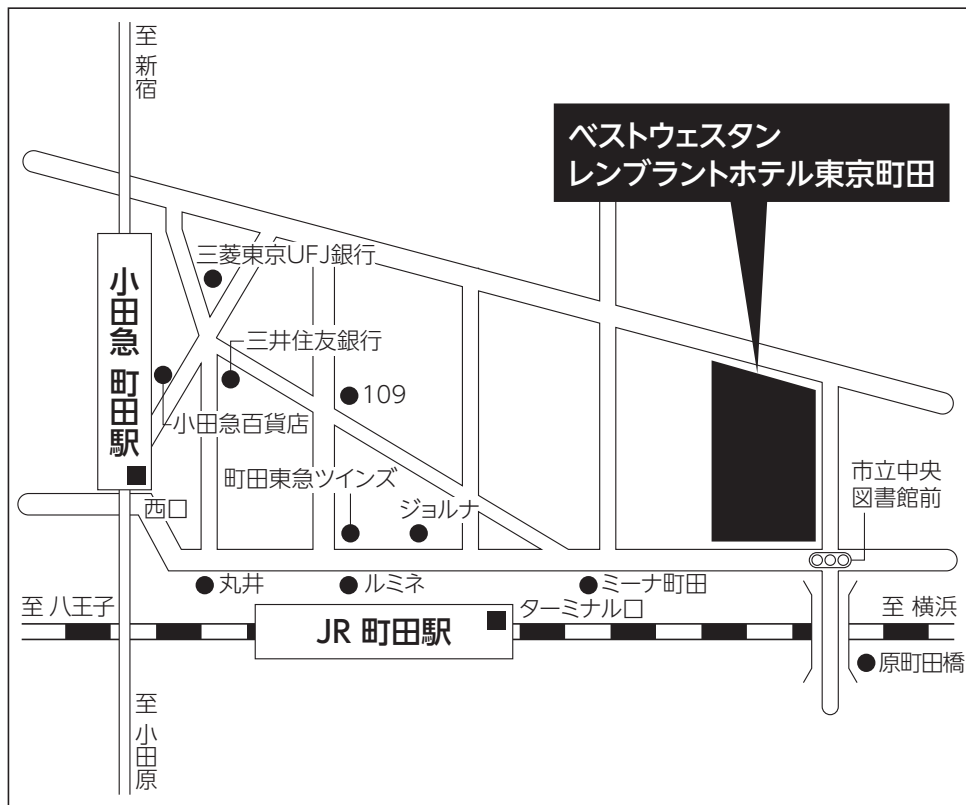 至 新宿
ベストウェスタン
レンブラントホテル東京町田
三菱東京UFJ銀行
小田急 町田駅
三井住友銀行
109
小田急百貨店
町田東急ツインズ
ジョルナ
市立中央
図書館前
西口
丸井
ルミネ
ミーナ町田
至 八王子
ターミナル口
至 横浜
JR 町田駅
原町田橋
至 小田原